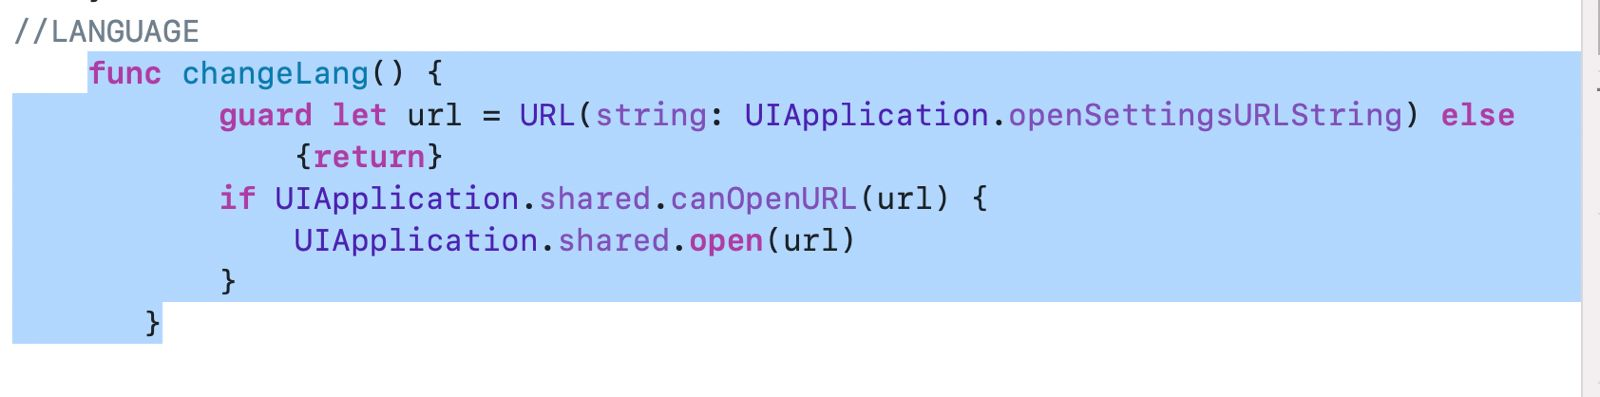 //LANGUAGE
func changeLang() {
guard let url = URL(string: UIApplication.openSettingsURLString) else
{return}
if UIApplication.shared.canOpenURL(url) {
UIApplication.shared.open(url)
}
}